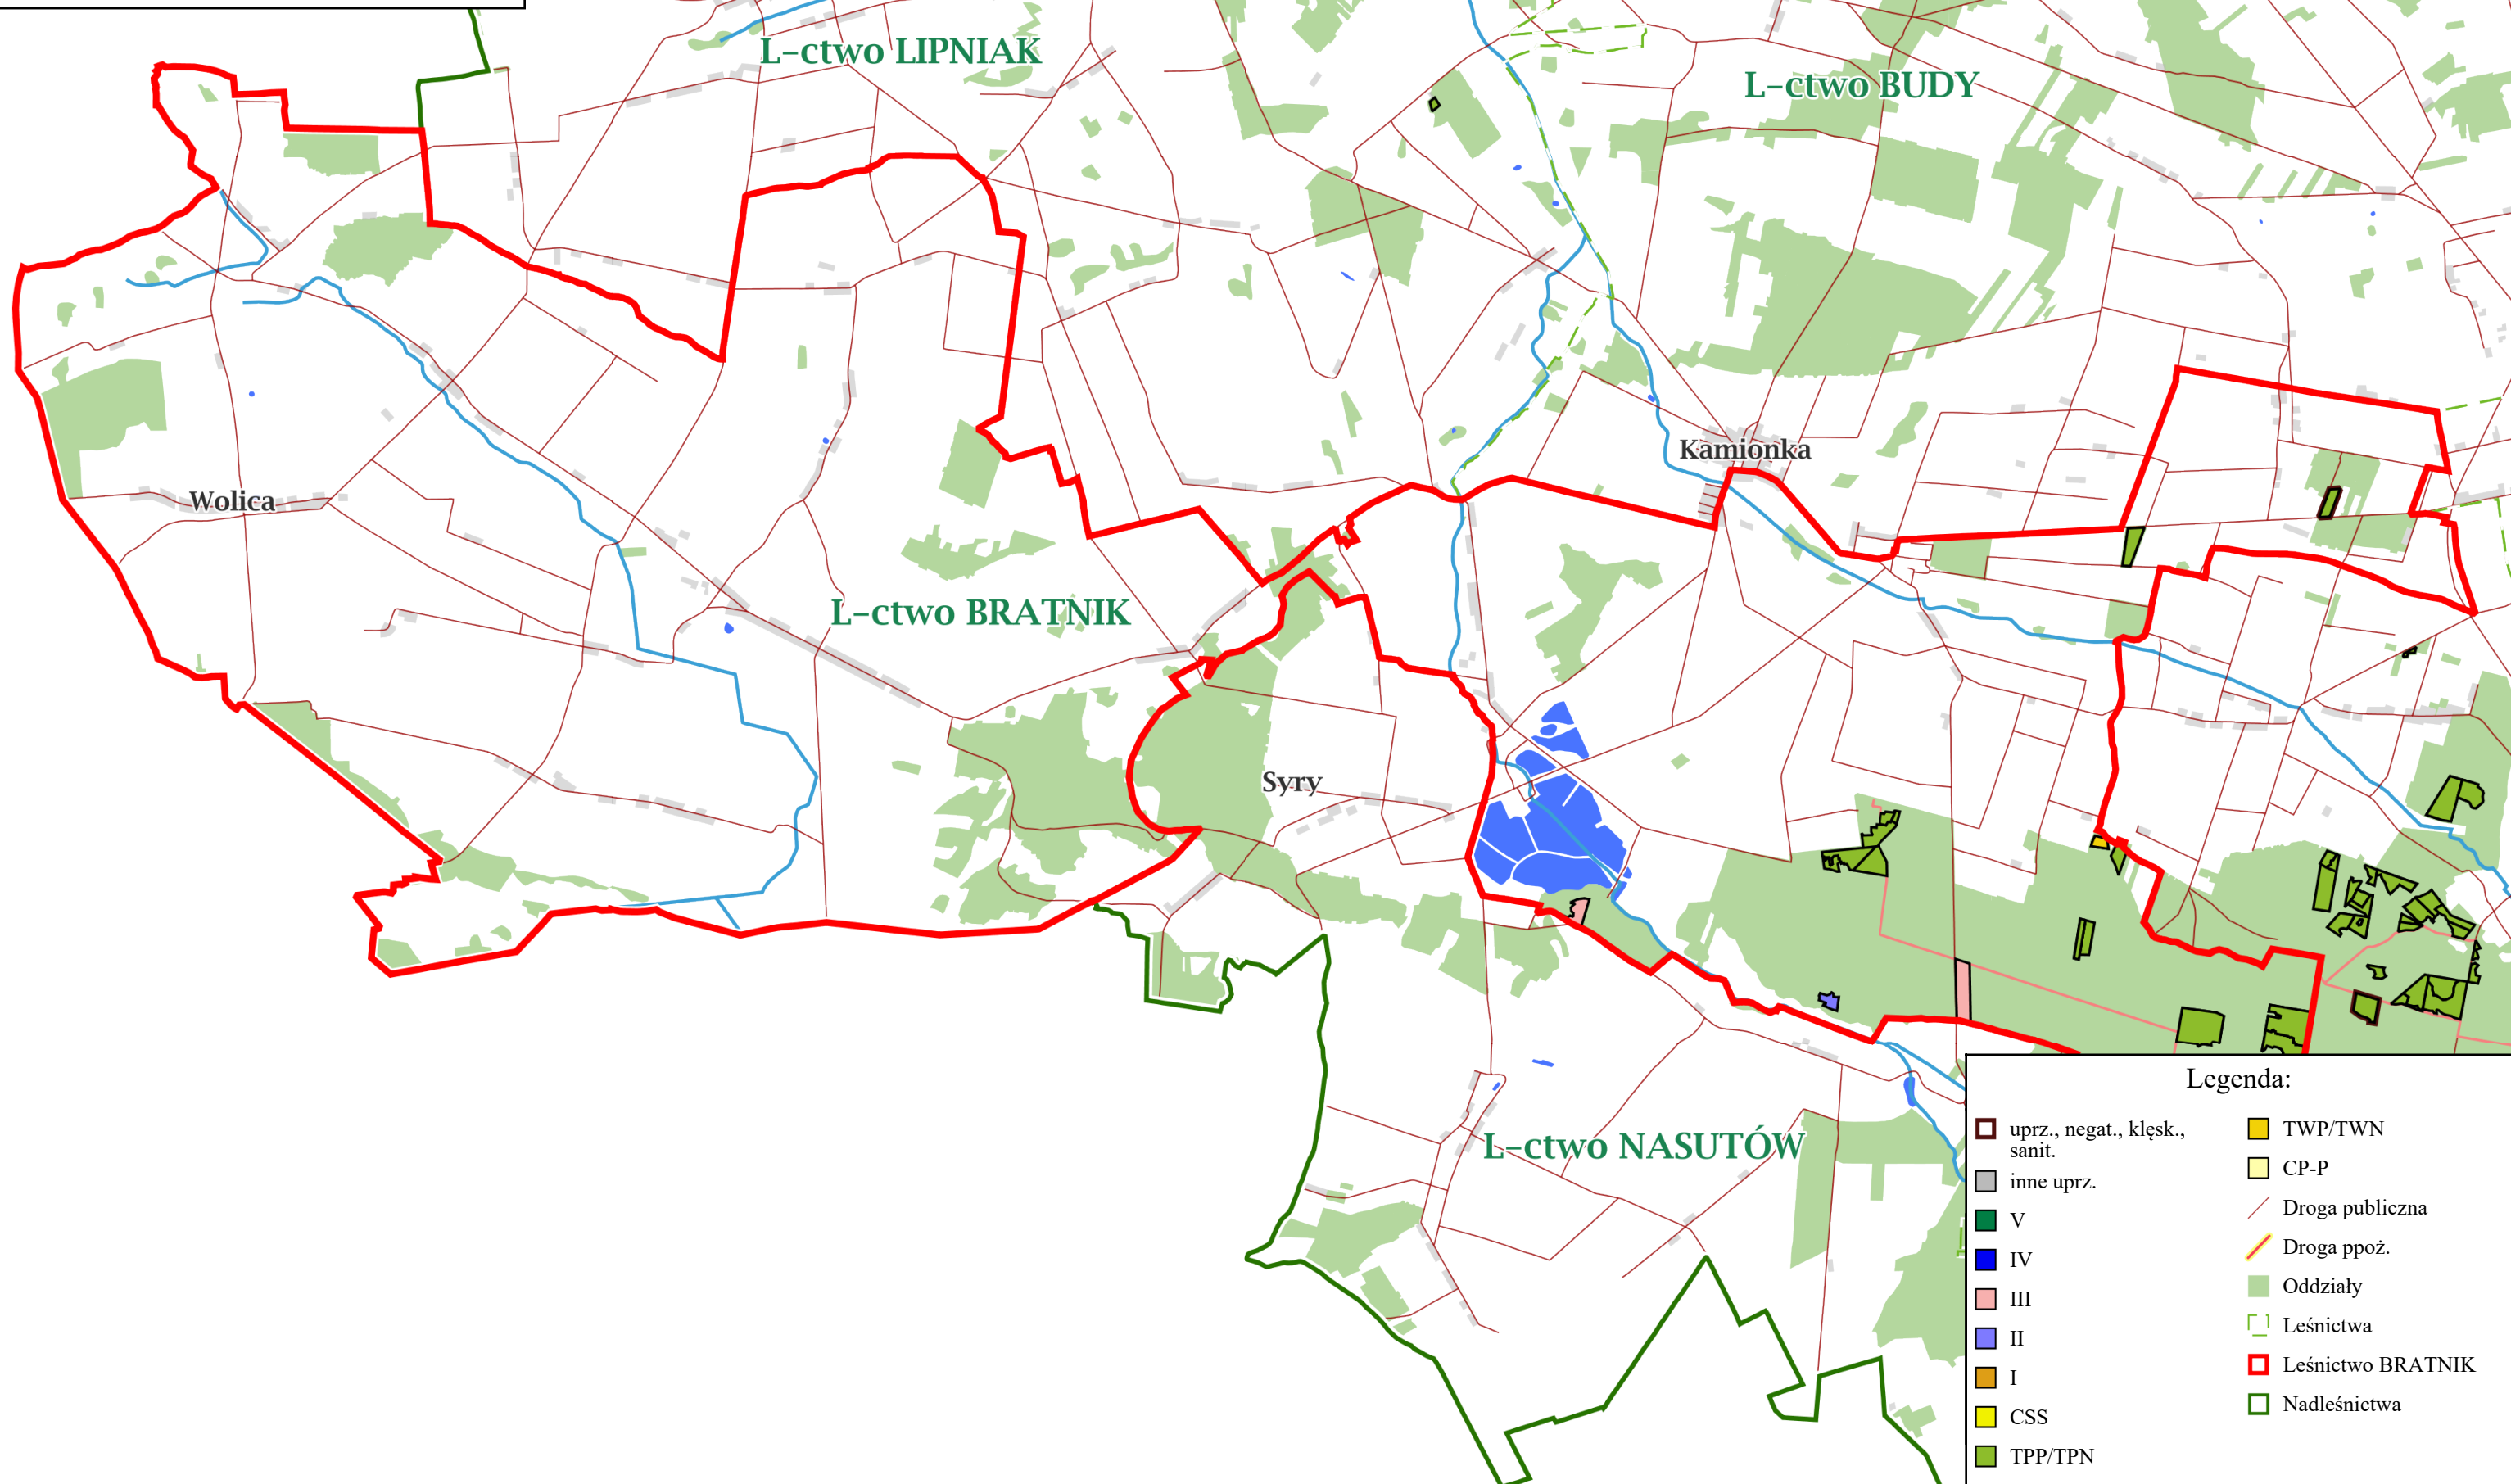 L-ctwo LIPNIAK
L-ctwo BUDY
Kamionka
Wolica
L-ctwo BRATNIK
Syry
L-ctwo NASUTÓW
Legenda:
uprz., negat., klęsk.,
sanit.
inne uprz.
V
IV
III
II
I
CSS
TPP/TPN
TWP/TWN
CP-P
Droga publiczna
Droga ppoż.
Oddziały
Leśnictwa
Leśnictwo BRATNIK
Nadleśnictwa